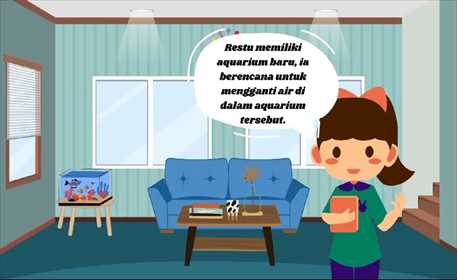 Restu memiliki
aquarium baru, ia
berencana untuk
mengganti air di
dalam aquarium
tersebut.